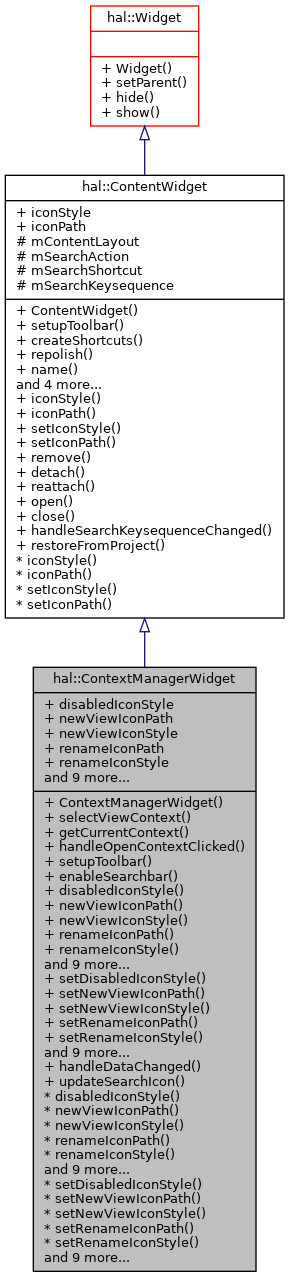 hal::Widget
+ Widget()
+ setParent()
+ hide()
+ show()
hal::ContentWidget
+ iconStyle
+ iconPath
# mContentLayout
# mSearchAction
# mSearchShortcut
# mSearchKeysequence
+ ContentWidget()
+ setupToolbar()
+ createShortcuts()
+ repolish()
+ name()
and 4 more...
+ iconStyle()
+ iconPath()
+ setIconStyle()
+ setIconPath()
+ remove()
+ detach()
+ reattach()
+ open()
+ close()
+ handleSearchKeysequenceChanged()
+ restoreFromProject()
* iconStyle()
* iconPath()
* setIconStyle()
* setIconPath()
hal::ContextManagerWidget
+ disabledIconStyle
+ newViewIconPath
+ newViewIconStyle
+ renameIconPath
+ renameIconStyle
and 9 more...
+ ContextManagerWidget()
+ selectViewContext()
+ getCurrentContext()
+ handleOpenContextClicked()
+ setupToolbar()
+ enableSearchbar()
+ disabledIconStyle()
+ newViewIconPath()
+ newViewIconStyle()
+ renameIconPath()
+ renameIconStyle()
and 9 more...
+ setDisabledIconStyle()
+ setNewViewIconPath()
+ setNewViewIconStyle()
+ setRenameIconPath()
+ setRenameIconStyle()
and 9 more...
+ handleDataChanged()
+ updateSearchIcon()
* disabledIconStyle()
* newViewIconPath()
* newViewIconStyle()
* renameIconPath()
* renameIconStyle()
and 9 more...
* setDisabledIconStyle()
* setNewViewIconPath()
* setNewViewIconStyle()
* setRenameIconPath()
* setRenameIconStyle()
and 9 more...